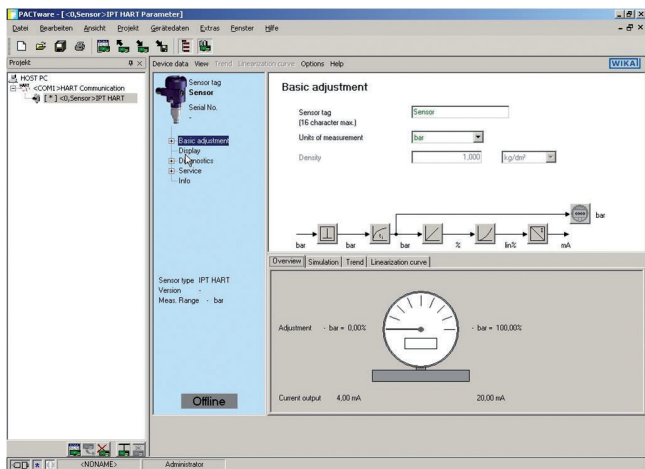 PACTware - [<0,Sensor>IPT HART Parameter]
Datei Bearbeiten Ansicht Projekt Gerätedaten Extras Fenster Hilfe
Projekt
HOST PC
<COM1>HART Communication
[*] <0,Sensor>IPT HART
Device data View Trend Linearization curve Options Help
WIKA
Sensor tag
Sensor
Serial No.
-
Basic adjustment
Display
Diagnostics
Service
Info
Sensor type IPT HART
Version -
Meas. Range - bar
Offline
Basic adjustment
Sensor tag Sensor
(16 character max.)
Units of measurement bar
Density 1,000 kg/dm³
bar
bar bar bar % lin% mA
Overview Simulation Trend Linearization curve
Adjustment - bar = 0,00% - bar = 100,00%
Current output 4,00 mA 20,00 mA
<NONAME> Administrator